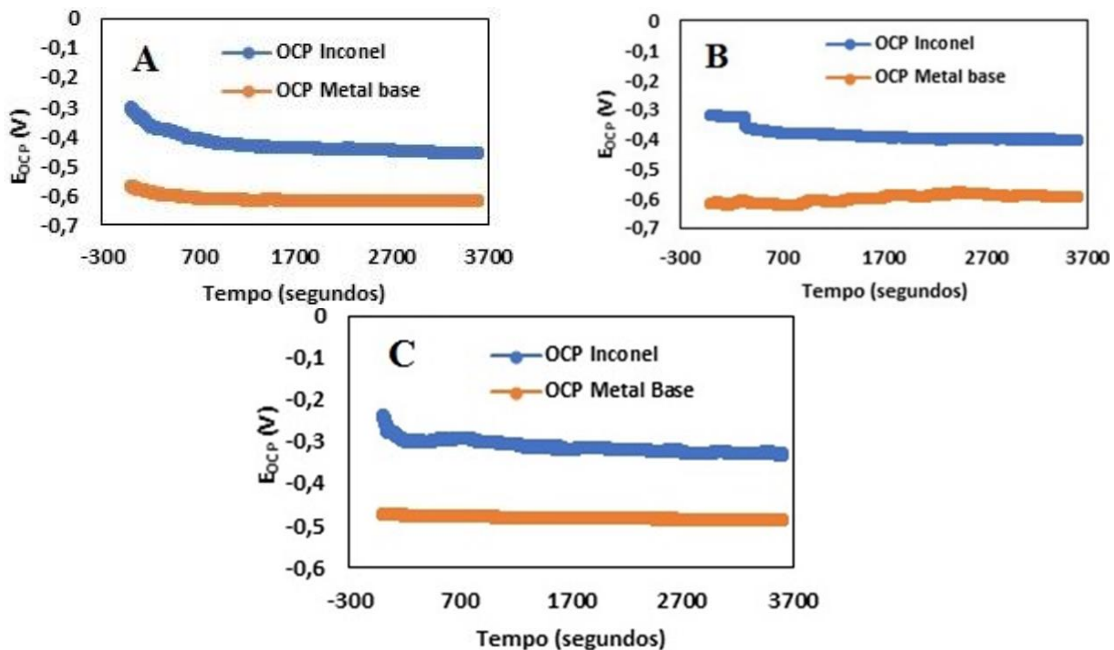 A
OCP Inconel
OCP Metal base
E_OCP (V)
0
-0,1
-0,2
-0,3
-0,4
-0,5
-0,6
-0,7
-300 700 1700 2700 3700
Tempo (segundos)
B
OCP Inconel
OCP Metal base
E_OCP (V)
0
-0,1
-0,2
-0,3
-0,4
-0,5
-0,6
-0,7
-300 700 1700 2700 3700
Tempo (segundos)
C
OCP Inconel
OCP Metal Base
E_OCP (V)
0
-0,1
-0,2
-0,3
-0,4
-0,5
-0,6
-300 700 1700 2700 3700
Tempo (segundos)